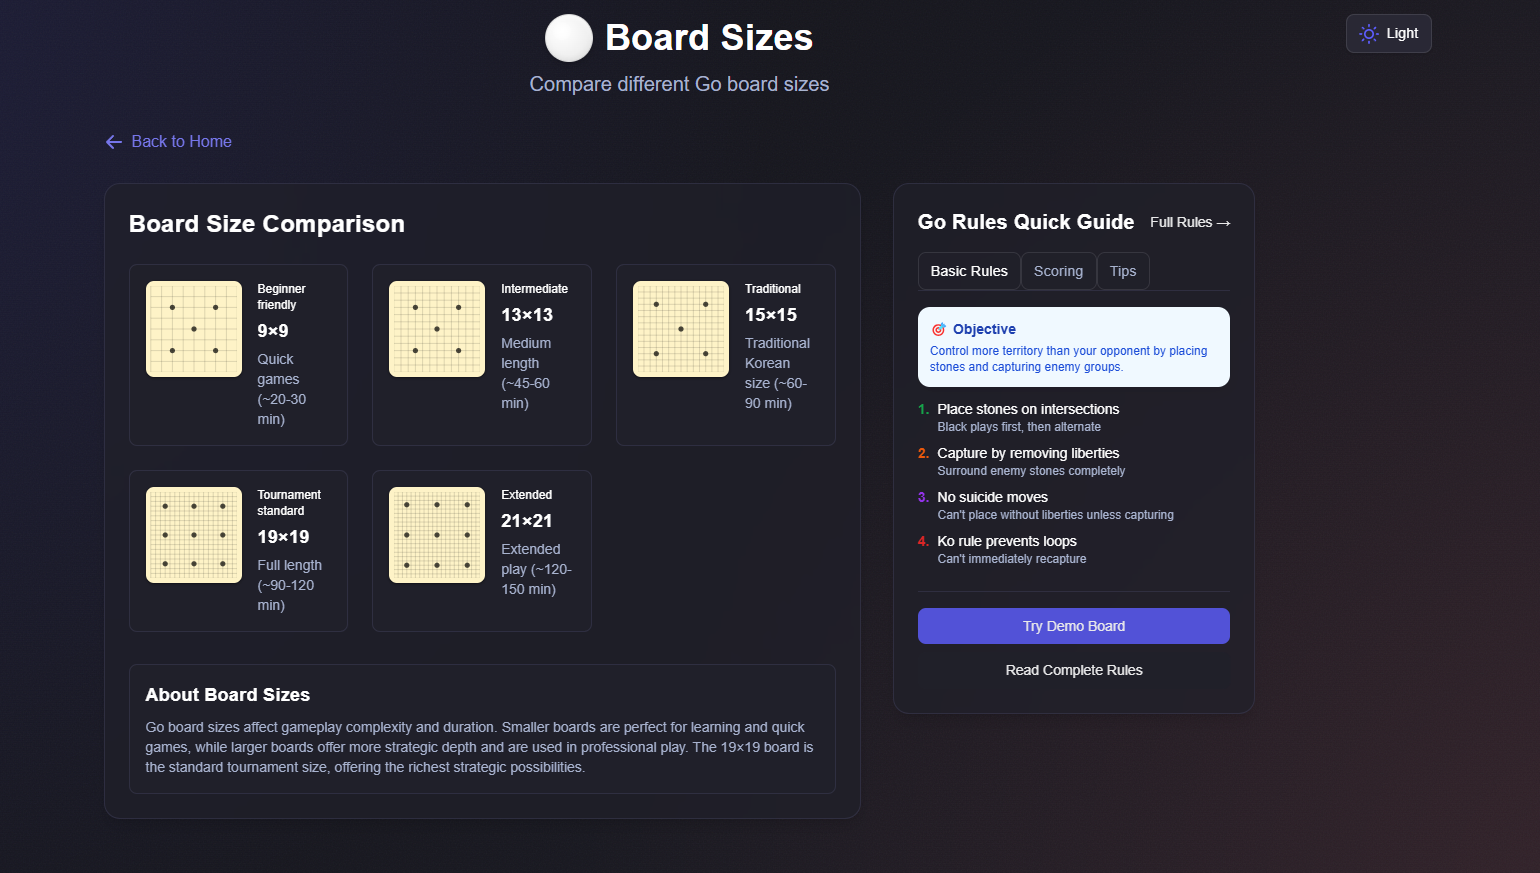 Board Sizes
Compare different Go board sizes
Light
← Back to Home
Board Size Comparison
Beginner
friendly
9×9
Quick
games
(~20-30
min)
Intermediate
13×13
Medium
length
(~45-60
min)
Traditional
15×15
Traditional
Korean
size (~60-
90 min)
Tournament
standard
19×19
Full length
(~90-120
min)
Extended
21×21
Extended
play (~120-
150 min)
About Board Sizes
Go board sizes affect gameplay complexity and duration. Smaller boards are perfect for learning and quick
games, while larger boards offer more strategic depth and are used in professional play. The 19×19 board is
the standard tournament size, offering the richest strategic possibilities.
Go Rules Quick Guide
Full Rules →
Basic Rules
Scoring
Tips
🎯 Objective
Control more territory than your opponent by placing
stones and capturing enemy groups.
1. Place stones on intersections
Black plays first, then alternate
2. Capture by removing liberties
Surround enemy stones completely
3. No suicide moves
Can't place without liberties unless capturing
4. Ko rule prevents loops
Can't immediately recapture
Try Demo Board
Read Complete Rules